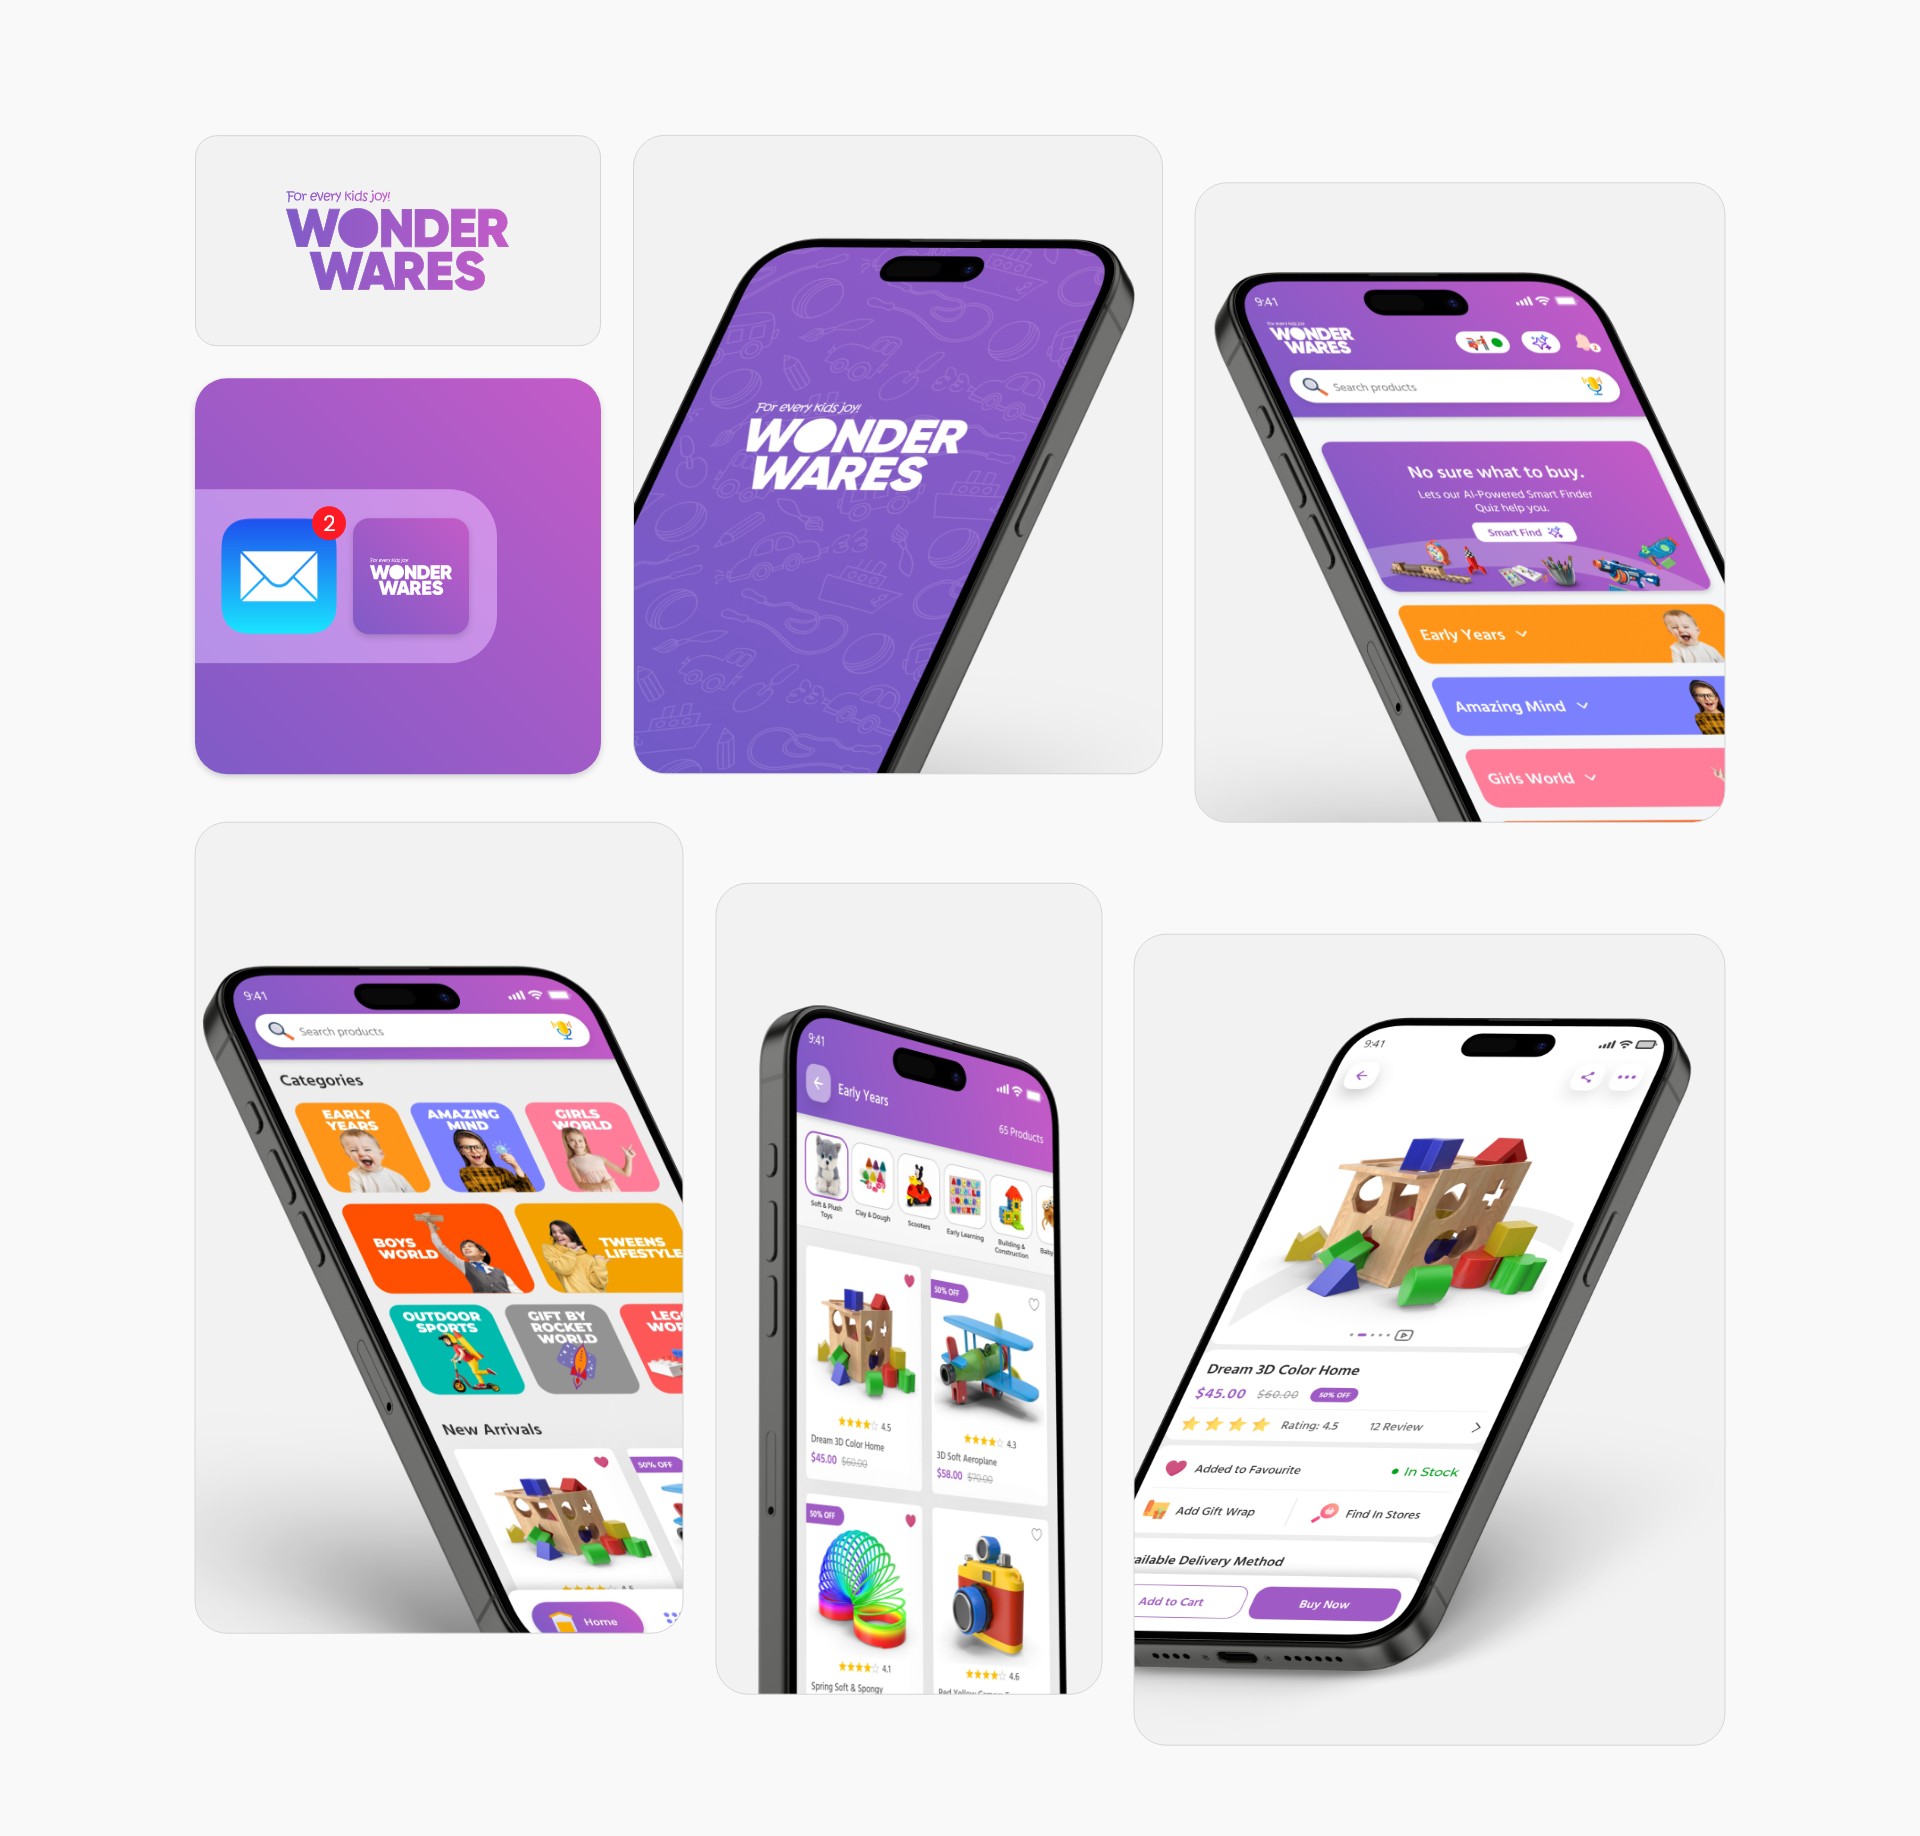 For every kids joy!
WONDER
WARES
2
For every kids joy
WONDER
WARES
For every kids joy!
WONDER
WARES
9:41
For every kids joy
WONDER
WARES
Search products
No sure what to buy.
Lets our AI-Powered Smart Finder
Quiz help you.
Smart Find
Early Years
Amazing Mind
Girls World
9:41
Search products
Categories
EARLY
YEARS
AMAZING
MIND
GIRLS
WORLD
BOYS
WORLD
TWEENS
LIFESTYLE
OUTDOOR
SPORTS
GIFT BY
ROCKET
WORLD
LEG
WOR
New Arrivals
50% OFF
Home
9:41
Early Years
65 Products
Soft & Plush
Toys
Clay & Dough
Scooters
Early Learning
Building &
Construction
Baby
4.5
Dream 3D Color Home
$45.00 $60.00
50% OFF
4.3
3D Soft Aeroplane
$58.00 $70.00
50% OFF
4.1
Spring Soft & Spongy
4.6
9:41
Dream 3D Color Home
$45.00 $60.00 50% OFF
Rating: 4.5 12 Review
Added to Favourite
In Stock
Add Gift Wrap
Find In Stores
ailable Delivery Method
Add to Cart
Buy Now